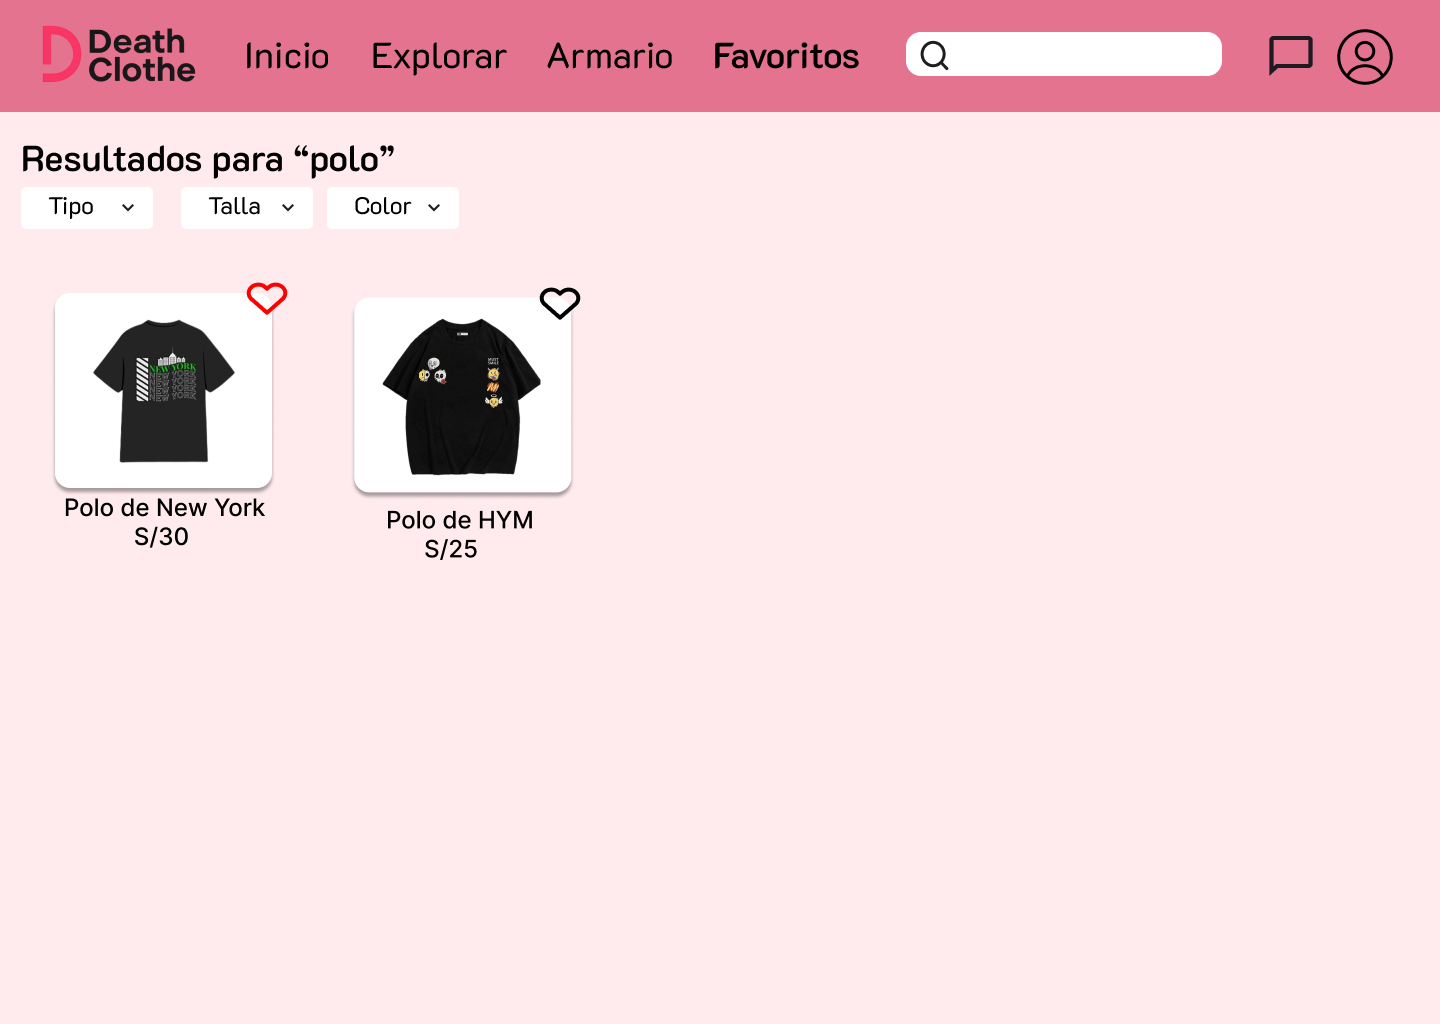 Death
Clothe
Inicio Explorar Armario Favoritos
Resultados para “polo”
Tipo Talla Color
NEW YORK
NEW YORK
NEW YORK
NEW YORK
NEW YORK
Polo de New York
S/30
Polo de HYM
S/25